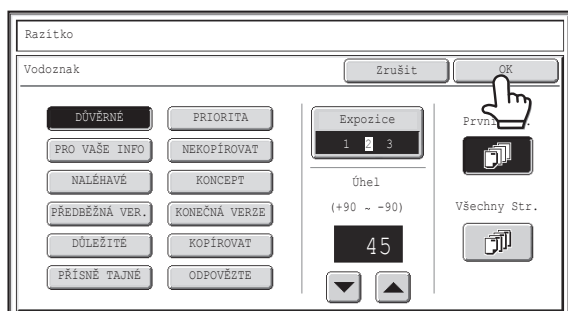 Razítko
Vodoznak
Zrušit
OK
DŮVĚRNÉ
PRIORITA
PRO VAŠE INFO
NEKOPÍROVAT
NALÉHAVÉ
KONCEPT
PŘEDBĚŽNÁ VER.
KONEČNÁ VERZE
DŮLEŽITÉ
KOPÍROVAT
PŘÍSNĚ TAJNÉ
ODPOVĚZTE
Expozice
1 2 3
Úhel
(+90 ~ -90)
45
Všechny Str.